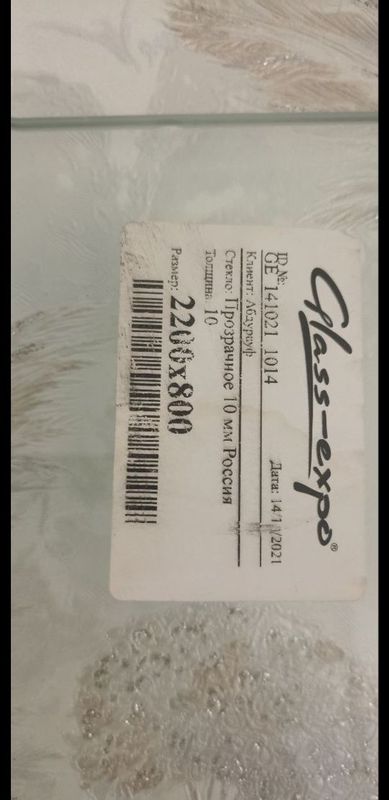 Glass-expo®
ID №:
GE 141021 1014
Дата: 14/1 /2021
Клиент: Абдурауф
Стекло: Прозрачное 10 мм Россия
Толщина: 10
Размер: 2200x800